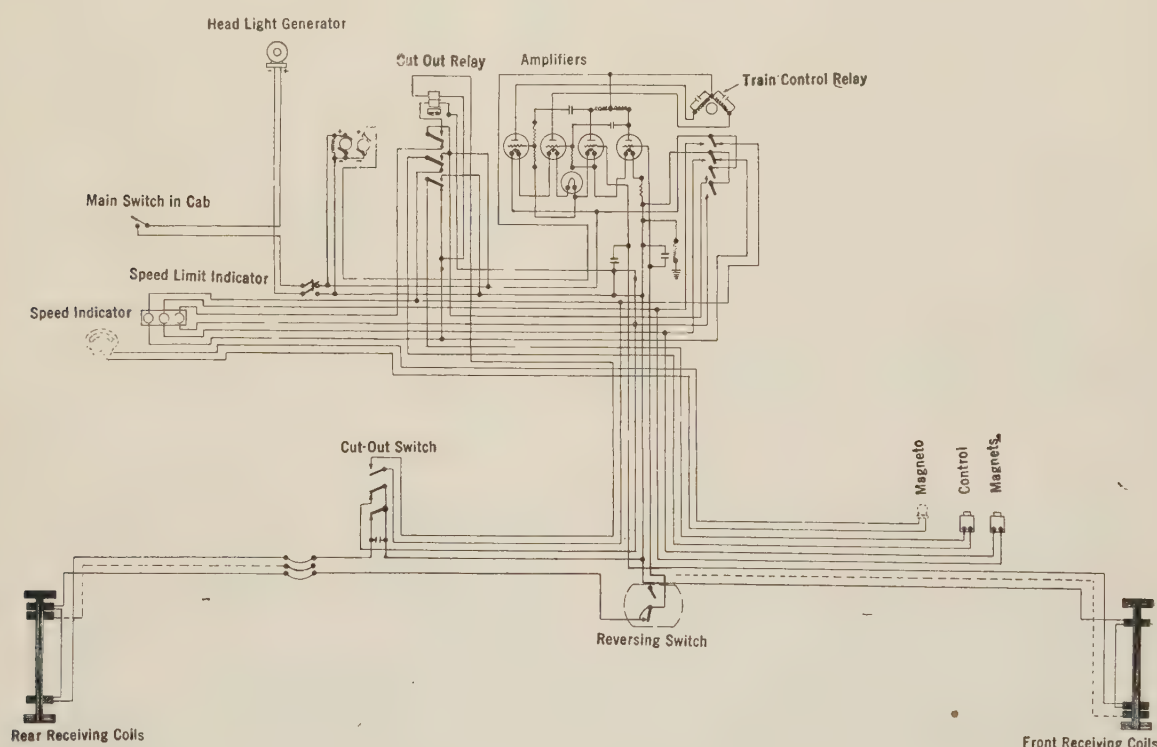 Head Light Generator
Cut Out Relay
Amplifiers
Train Control Relay
Main Switch in Cab
Speed Limit Indicator
Speed Indicator
Cut-Out Switch
Magneto
Control
Magnets
Reversing Switch
Rear Receiving Coils
Front Receiving Coils